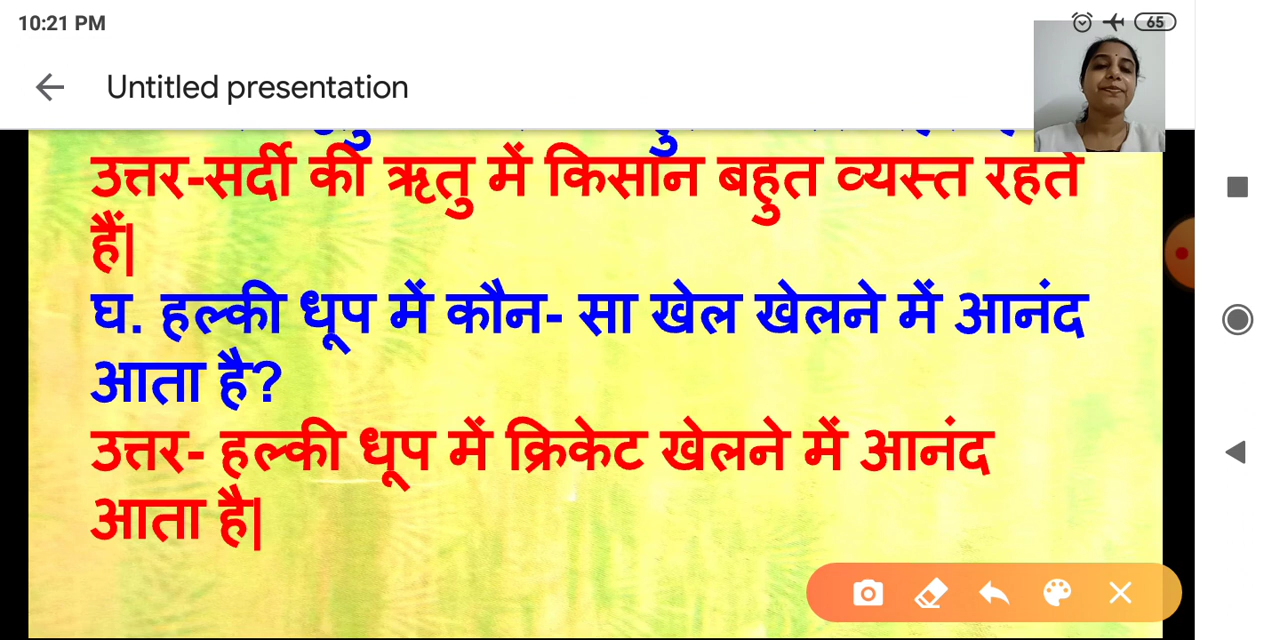 10:21 PM
65
Untitled presentation
उत्तर-सर्दी की ऋतु में किसान बहुत व्यस्त रहते
हैं|
घ. हल्की धूप में कौन- सा खेल खेलने में आनंद
आता है?
उत्तर- हल्की धूप में क्रिकेट खेलने में आनंद
आता है|